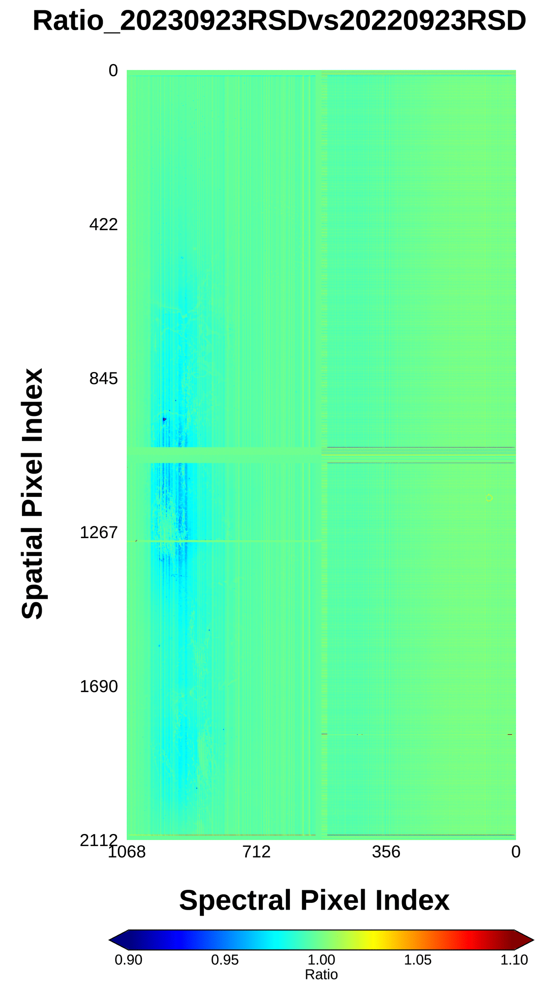 Ratio_20230923RSDvs20220923RSD
0
422
845
1267
1690
2112
Spatial Pixel Index
1068 712 356 0
Spectral Pixel Index
0.90 0.95 1.00 1.05 1.10
Ratio